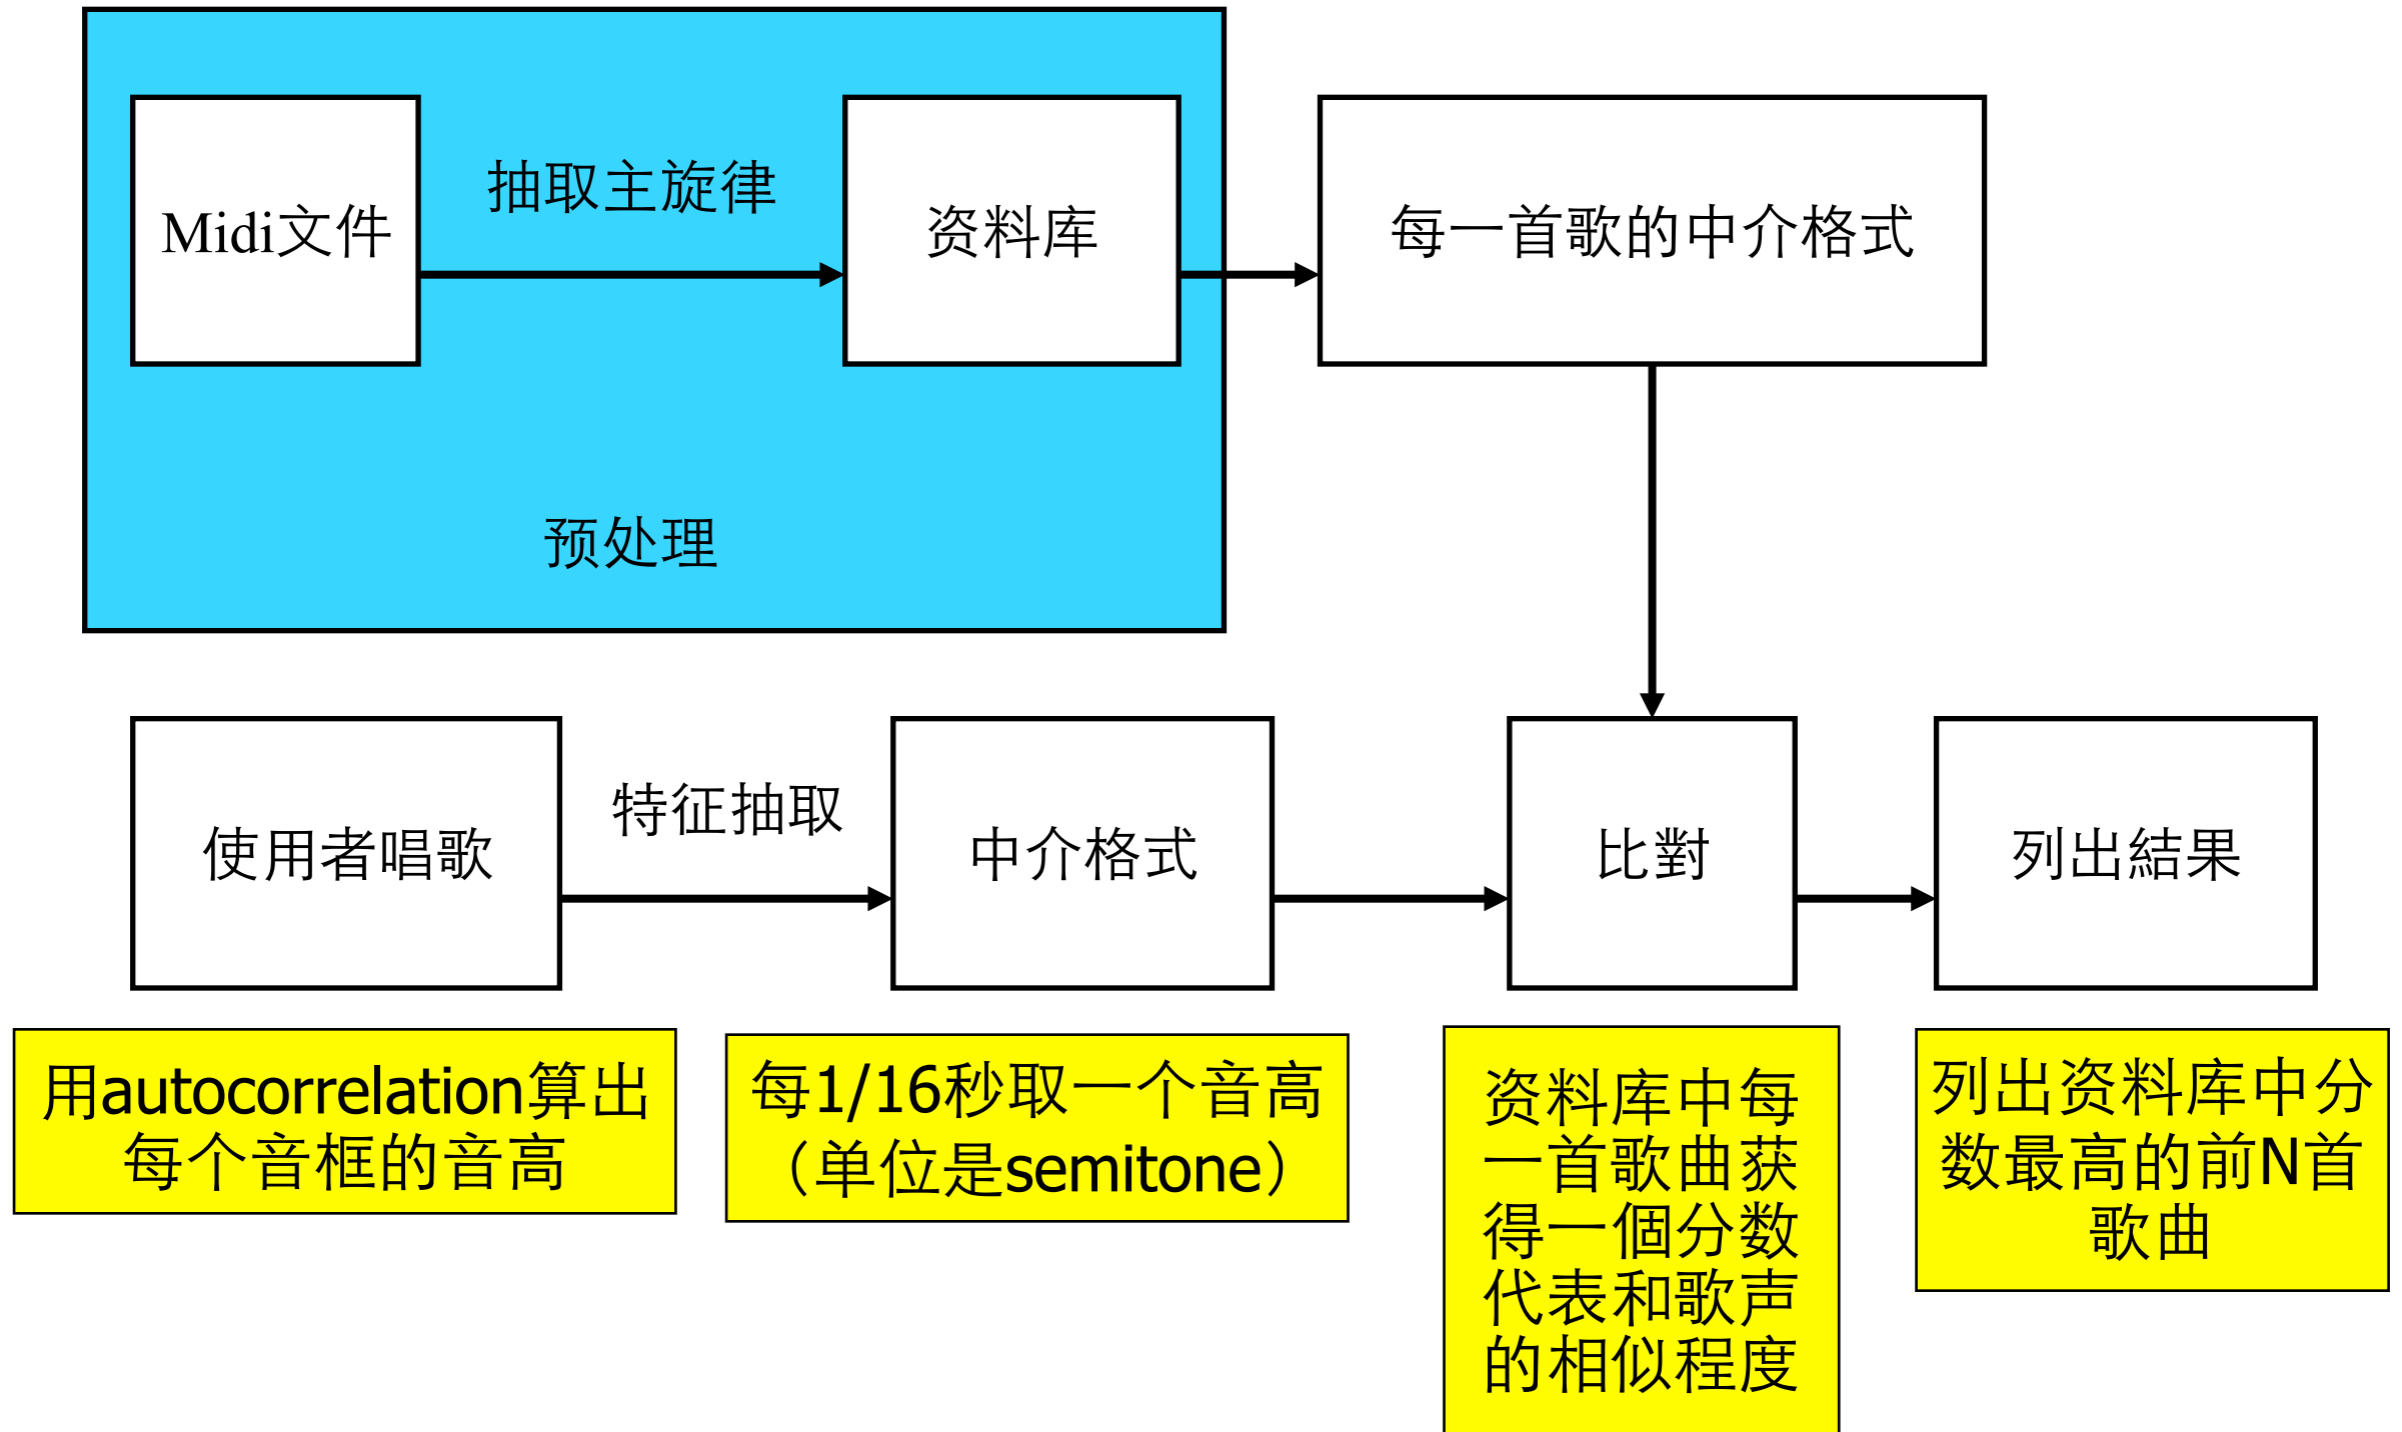 Midi文件
抽取主旋律
资料库
每一首歌的中介格式
预处理
使用者唱歌
特征抽取
中介格式
比對
列出結果
用autocorrelation算出
每个音框的音高
每1/16秒取一个音高
（单位是semitone）
资料库中每
一首歌曲获
得一個分数
代表和歌声
的相似程度
列出资料库中分
数最高的前N首
歌曲